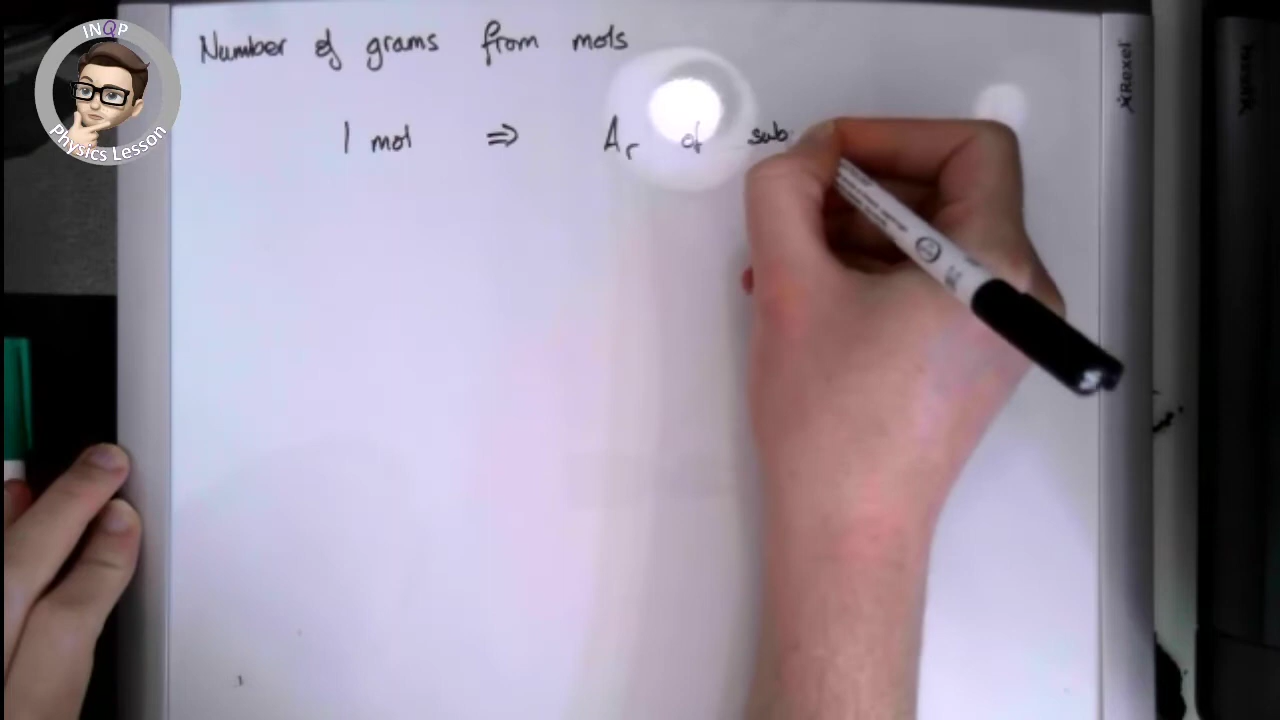 INQP
Physics Lesson
Number of grams from mols
1 mol ⇒ Ar of sub
Rexel